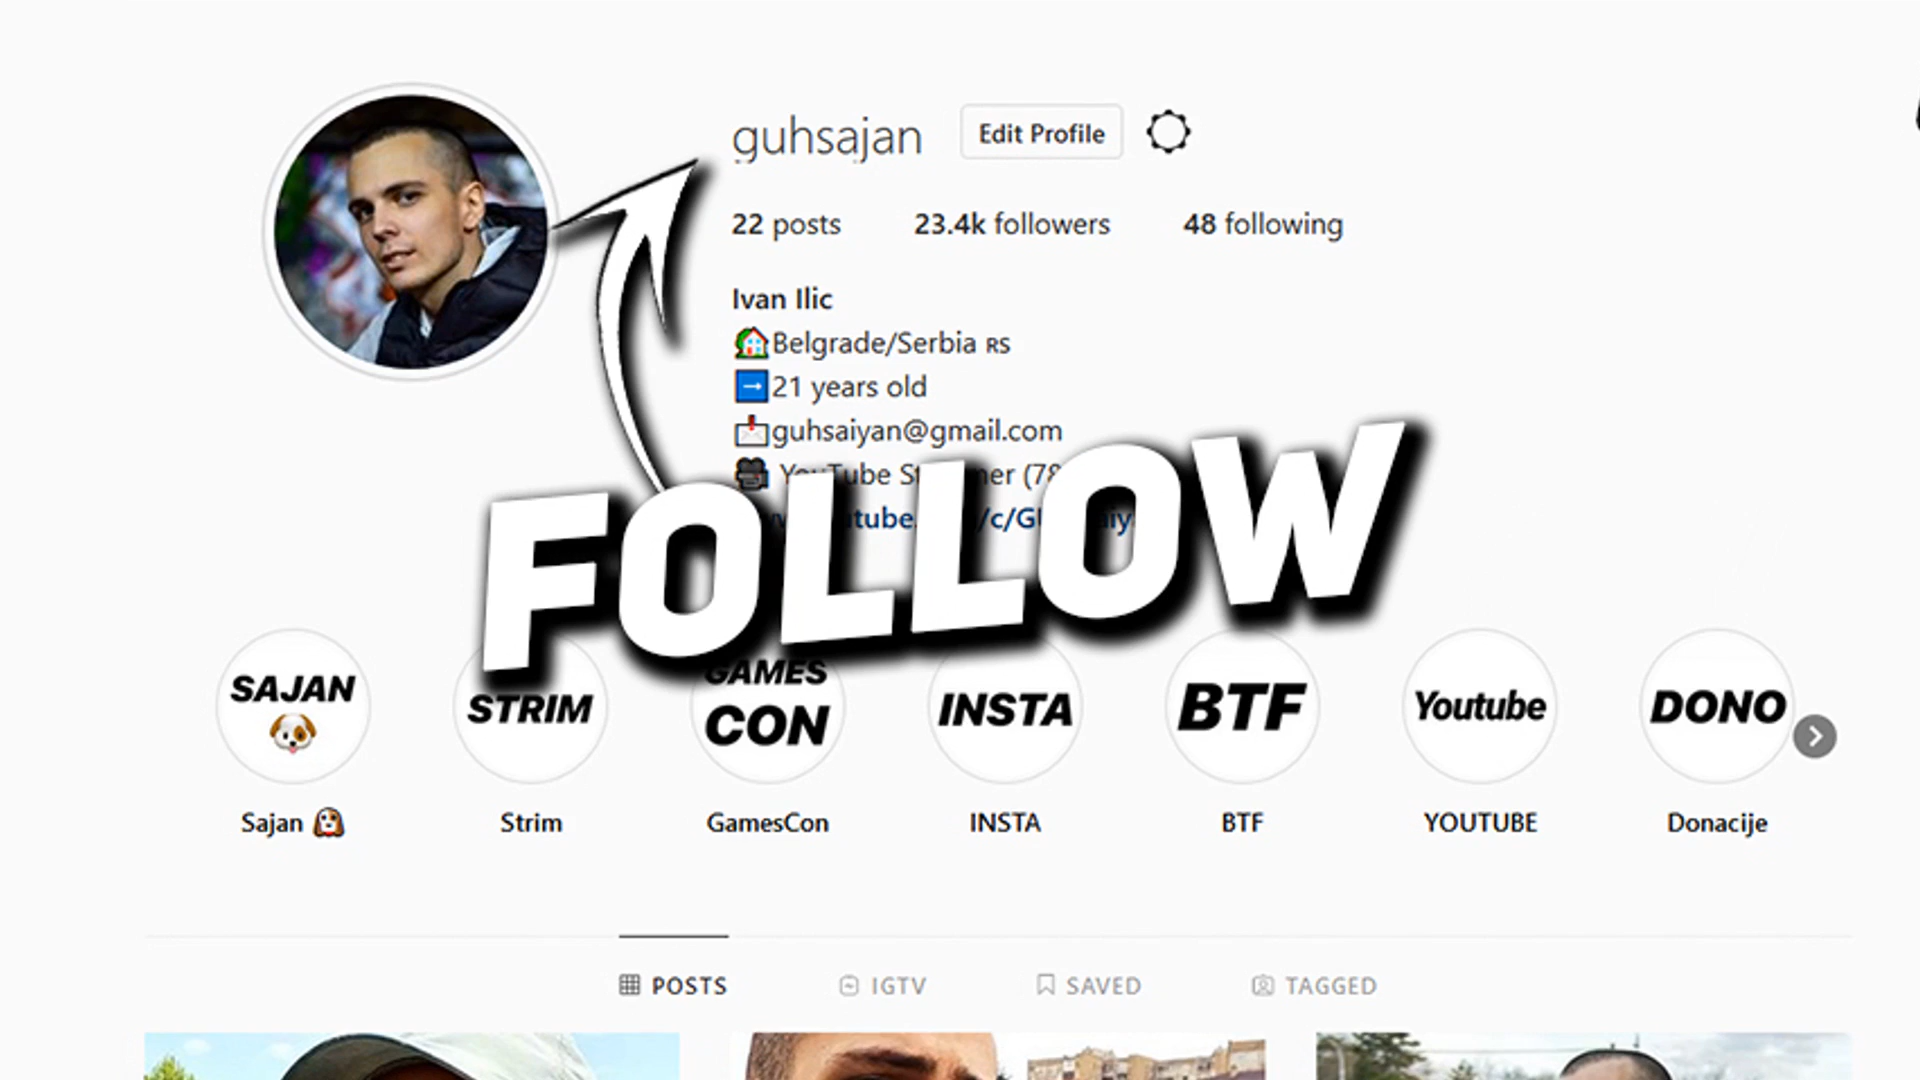 guhsajan Edit Profile
22 posts 23.4k followers 48 following
Ivan Ilic
Belgrade/Serbia RS
21 years old
guhsaiyan@gmail.com
YouTube
FOLLOW
SAJAN
STRIM
GAMES
CON
INSTA
BTF
Youtube
DONO
Sajan Strim GamesCon INSTA BTF YOUTUBE Donacije
POSTS IGTV SAVED TAGGED